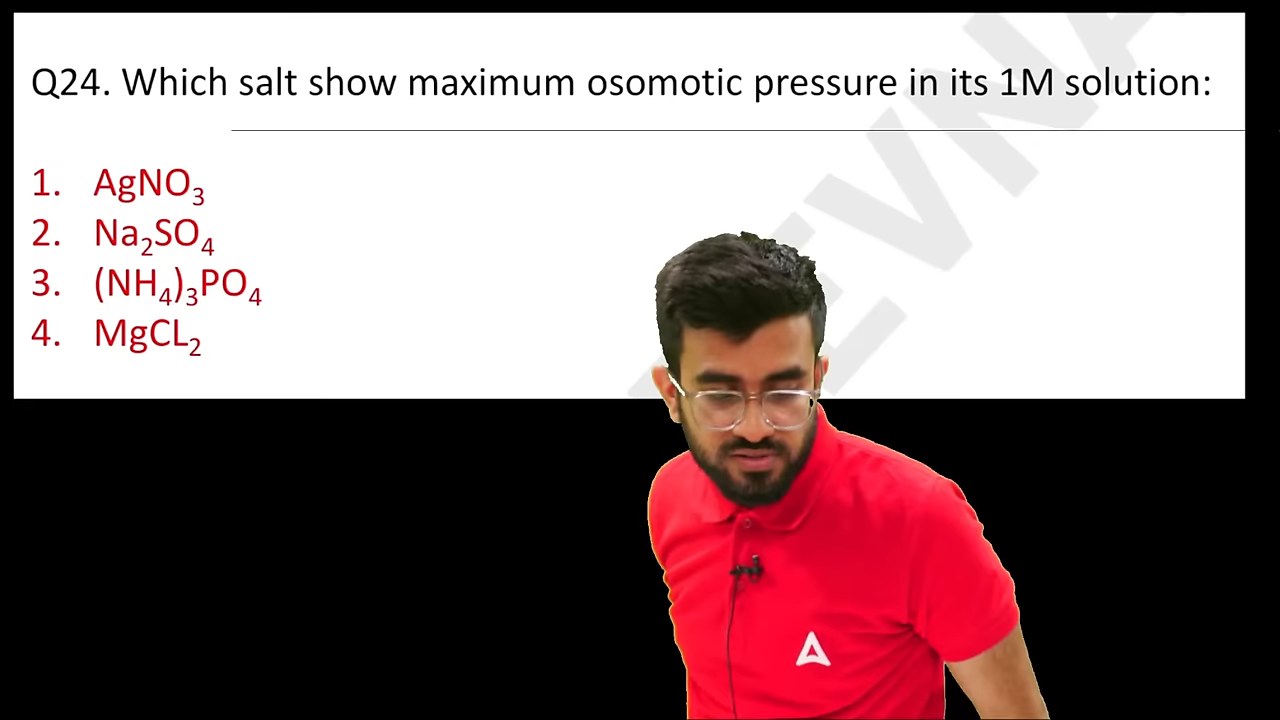 Q24. Which salt show maximum osomotic pressure in its 1M solution:
1. AgNO₃
2. Na₂SO₄
3. (NH₄)₃PO₄
4. MgCL₂